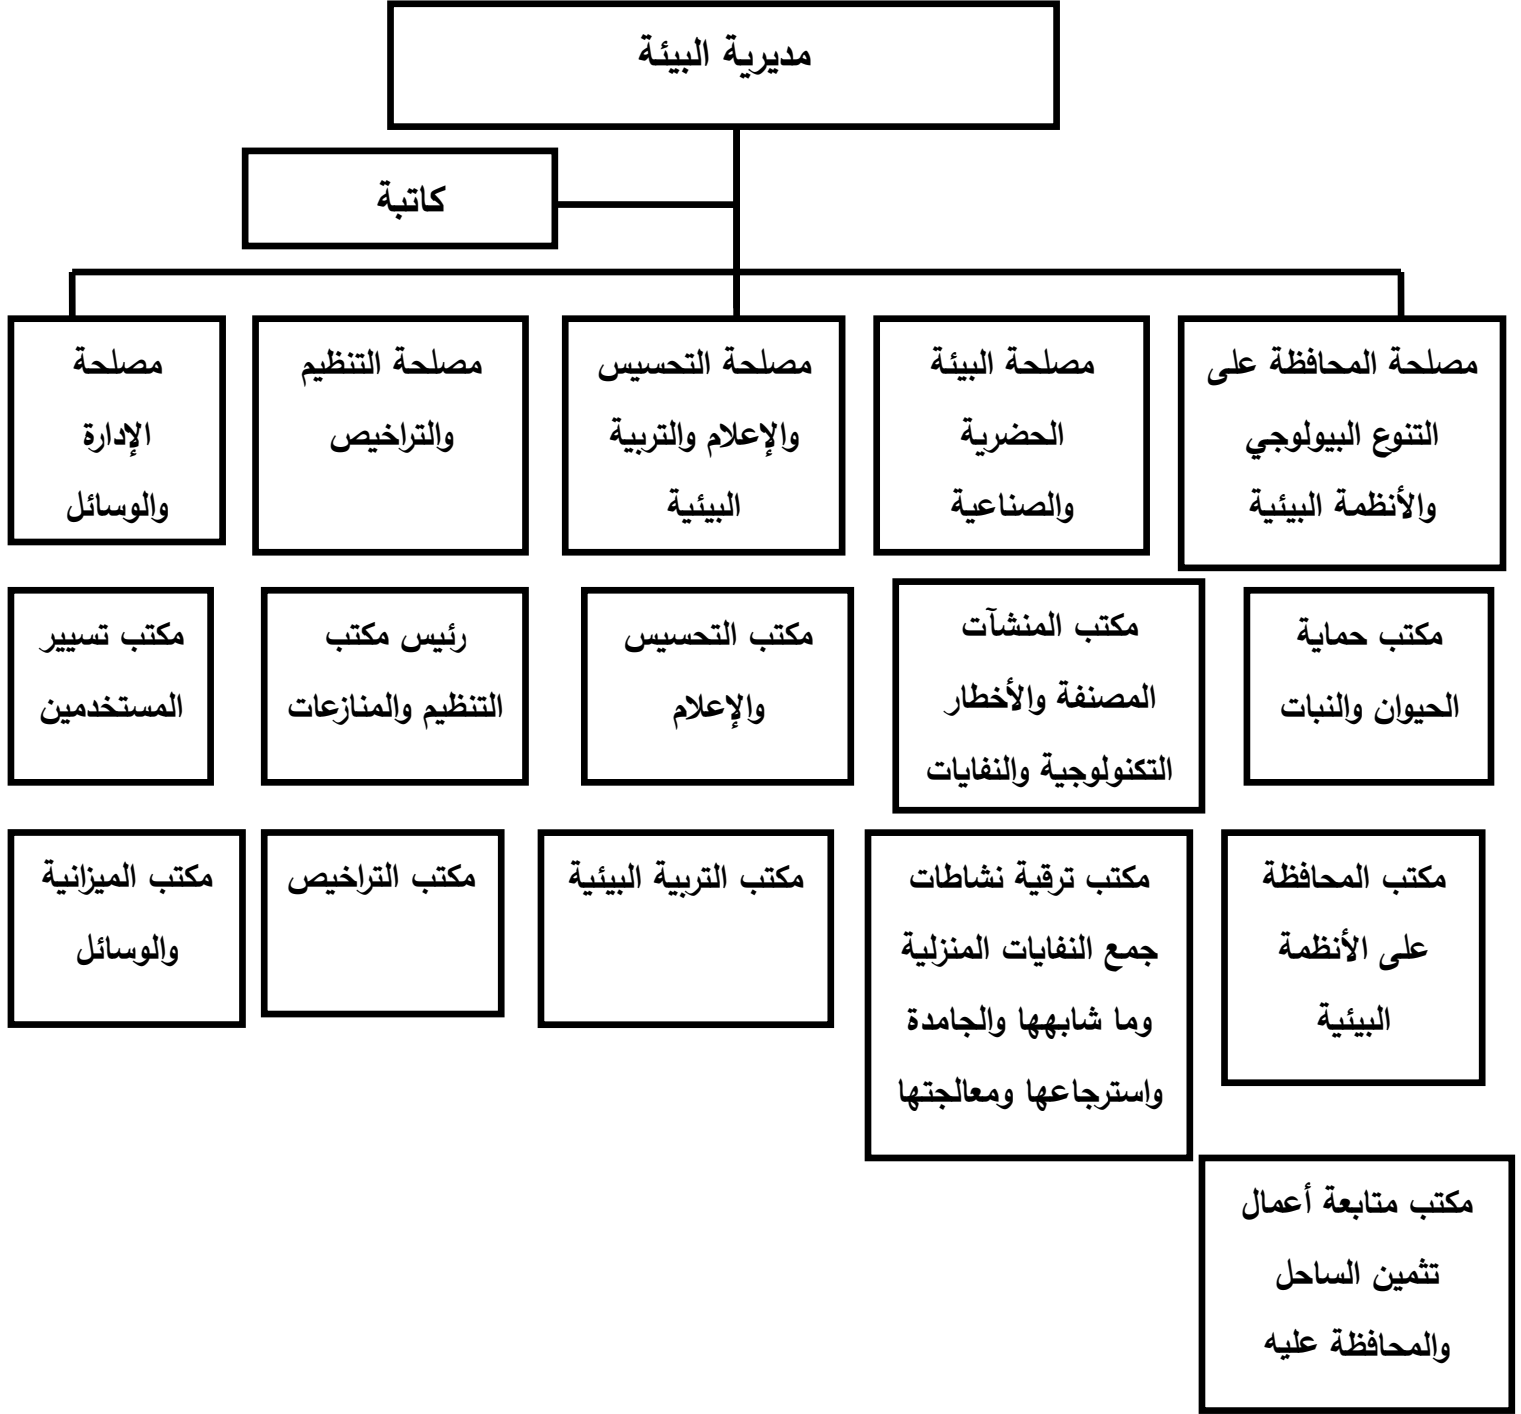 مديرية البيئة
كاتبة
مصلحة المحافظة على
التنوع البيولوجي
والأنظمة البيئية
مصلحة البيئة
الحضرية
والصناعية
مصلحة التحسيس
والإعلام والتربية
البيئية
مصلحة التنظيم
والتراخيص
مصلحة
الإدارة
والوسائل
مكتب حماية
الحيوان والنبات
مكتب المنشآت
المصنفة والأخطار
التكنولوجية والنفايات
مكتب التحسيس
والإعلام
رئيس مكتب
التنظيم والمنازعات
مكتب تسيير
المستخدمين
مكتب المحافظة
على الأنظمة
البيئية
مكتب ترقية نشاطات
جمع النفايات المنزلية
وما شابهها والجامدة
واسترجاعها ومعالجتها
مكتب التربية البيئية
مكتب التراخيص
مكتب الميزانية
والوسائل
مكتب متابعة أعمال
تثمين الساحل
والمحافظة عليه